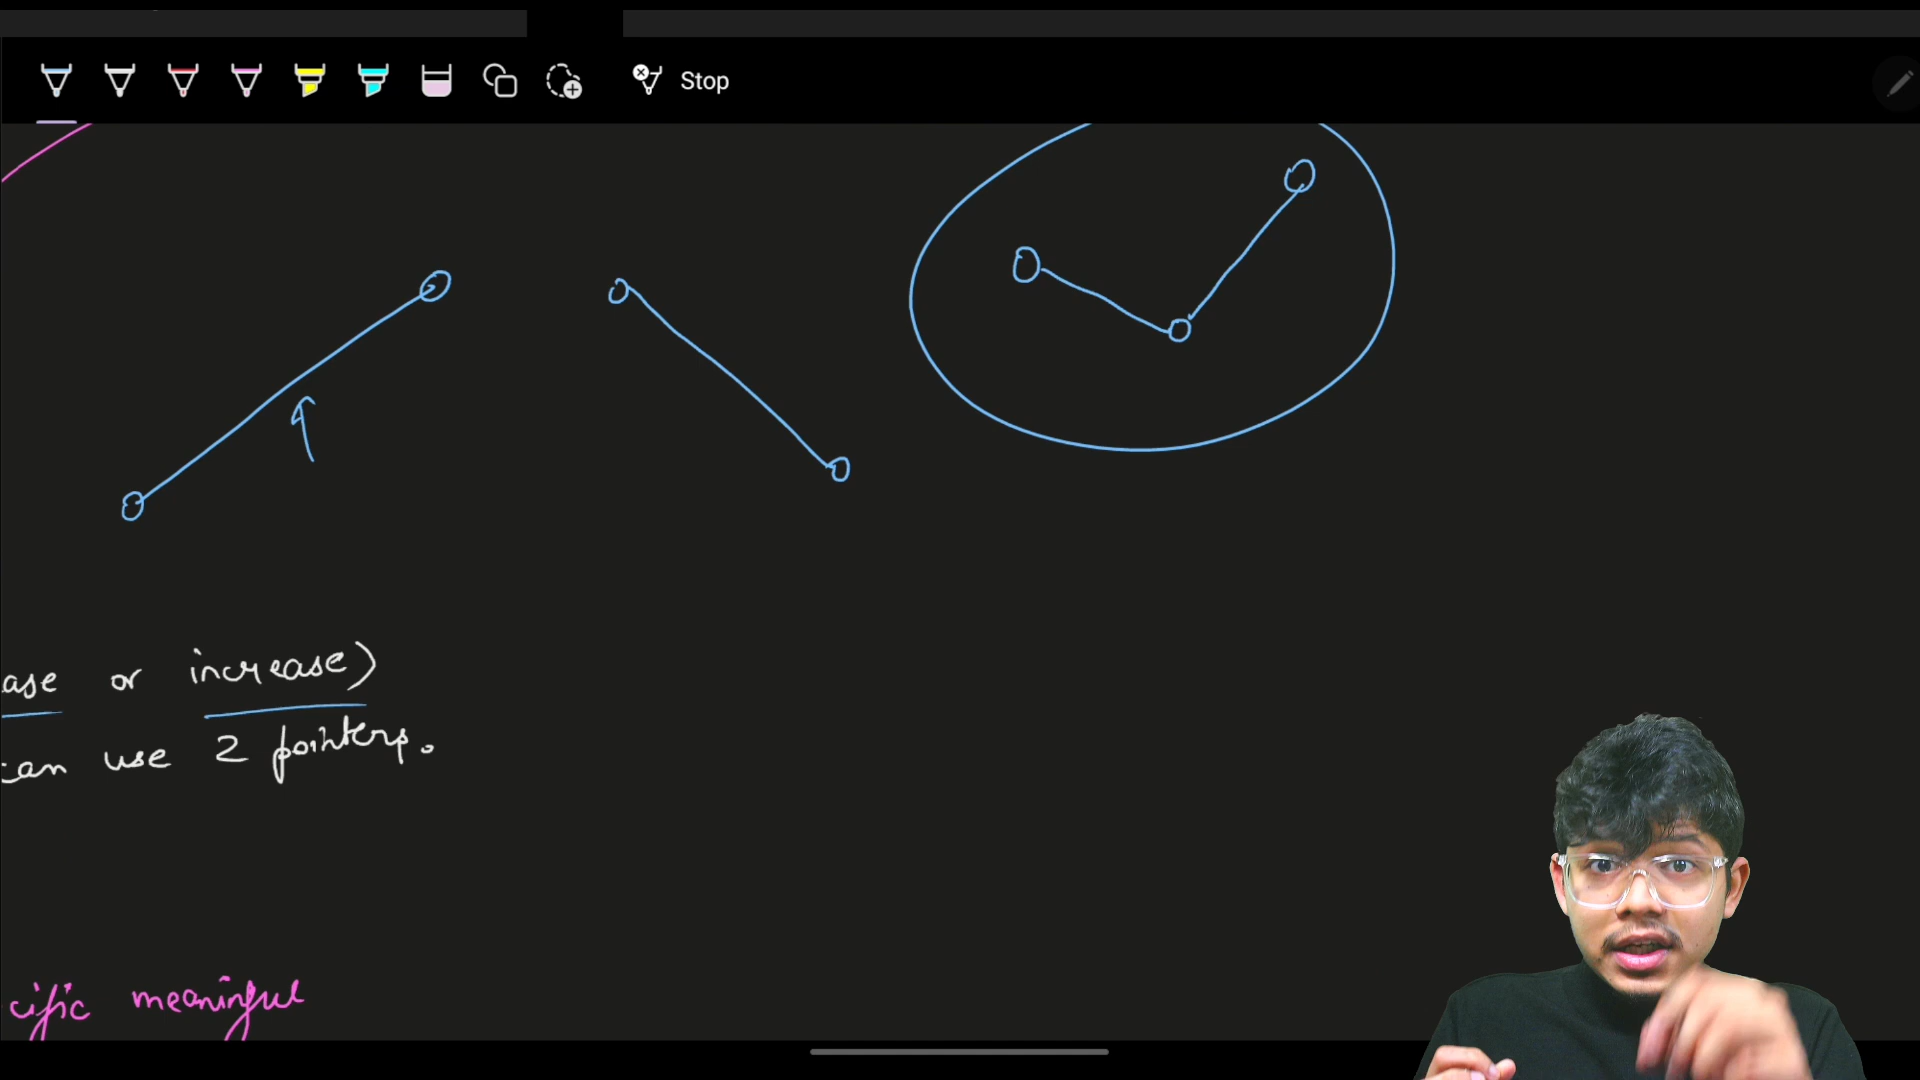 Stop
ase or increase)
can use 2 pointers.
cific meaningful